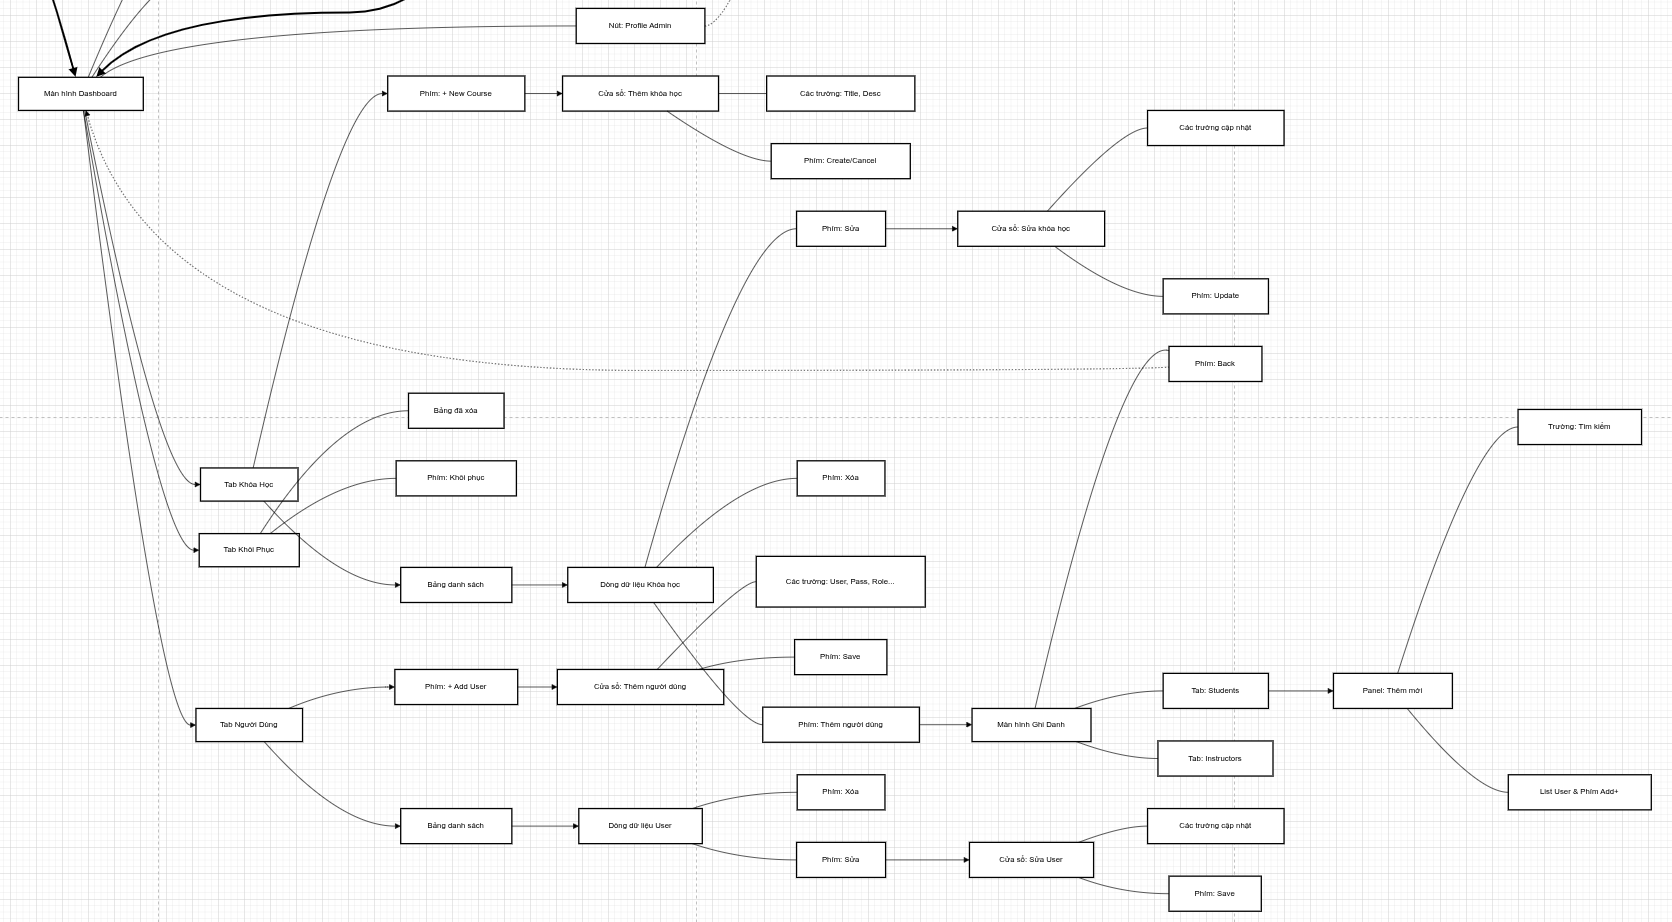 Nút: Profile Admin
Màn hình Dashboard
Phím: + New Course
Cửa sổ: Thêm khóa học
Các trường: Title, Desc
Các trường cập nhật
Phím: Create/Cancel
Phím: Sửa
Cửa sổ: Sửa khóa học
Phím: Update
Phím: Back
Bảng đã xóa
Trường: Tìm kiếm
Tab Khóa Học
Phím: Khôi phục
Phím: Xóa
Tab Khôi Phục
Bảng danh sách
Dòng dữ liệu Khóa học
Các trường: User, Pass, Role...
Phím: Save
Phím: + Add User
Cửa sổ: Thêm người dùng
Tab: Students
Panel: Thêm mới
Tab Người Dùng
Phím: Thêm người dùng
Màn hình Ghi Danh
Tab: Instructors
Phím: Xóa
List User & Phím Add+
Bảng danh sách
Dòng dữ liệu User
Các trường cập nhật
Phím: Sửa
Cửa sổ: Sửa User
Phím: Save